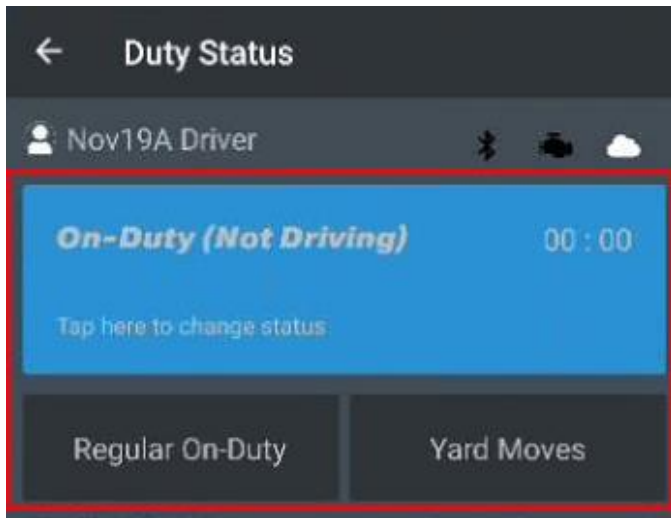 Duty Status
Nov19A Driver
On-Duty (Not Driving) 00 : 00
Tap here to change status
Regular On-Duty Yard Moves